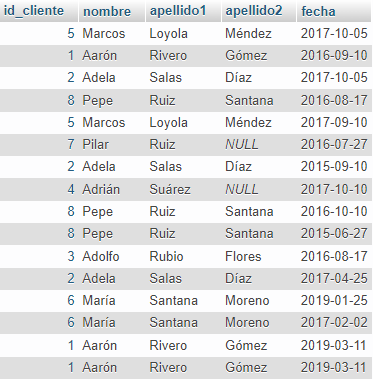 id_cliente nombre apellido1 apellido2 fecha
5 Marcos Loyola Méndez 2017-10-05
1 Aarón Rivero Gómez 2016-09-10
2 Adela Salas Díaz 2017-10-05
8 Pepe Ruiz Santana 2016-08-17
5 Marcos Loyola Méndez 2017-09-10
7 Pilar Ruiz NULL 2016-07-27
2 Adela Salas Díaz 2015-09-10
4 Adrián Suárez NULL 2017-10-10
8 Pepe Ruiz Santana 2016-10-10
8 Pepe Ruiz Santana 2015-06-27
3 Adolfo Rubio Flores 2016-08-17
2 Adela Salas Díaz 2017-04-25
6 María Santana Moreno 2019-01-25
6 María Santana Moreno 2017-02-02
1 Aarón Rivero Gómez 2019-03-11
1 Aarón Rivero Gómez 2019-03-11